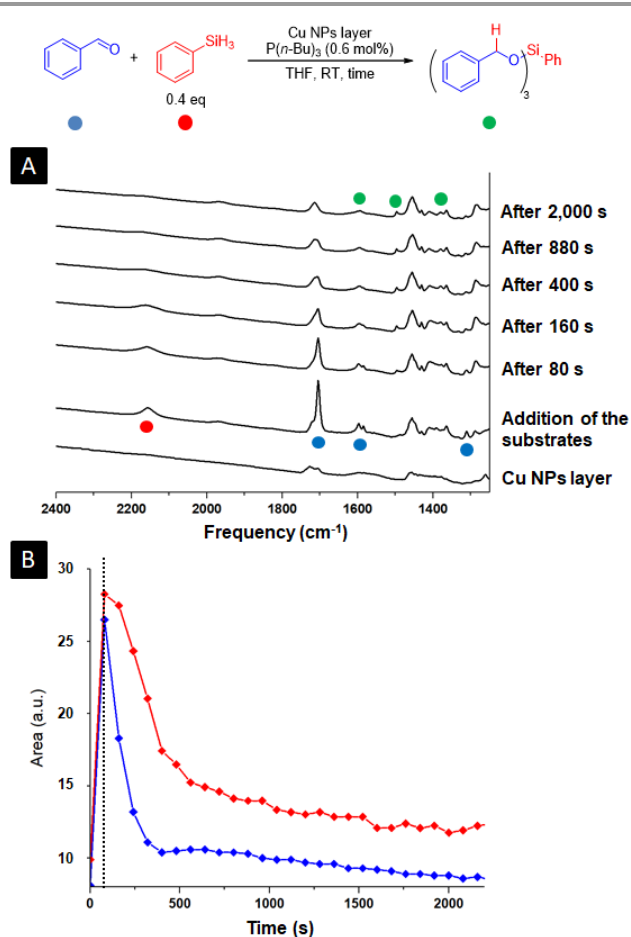 Cu NPs layer
P(n-Bu)₃ (0.6 mol%)
THF, RT, time
O
+
SiH₃
0.4 eq
H
O
Si
Ph
3
A
After 2,000 s
After 880 s
After 400 s
After 160 s
After 80 s
Addition of the
substrates
Cu NPs layer
2400 2200 2000 1800 1600 1400
Frequency (cm⁻¹)
B
30
25
20
15
10
Area (a.u.)
0 500 1000 1500 2000
Time (s)